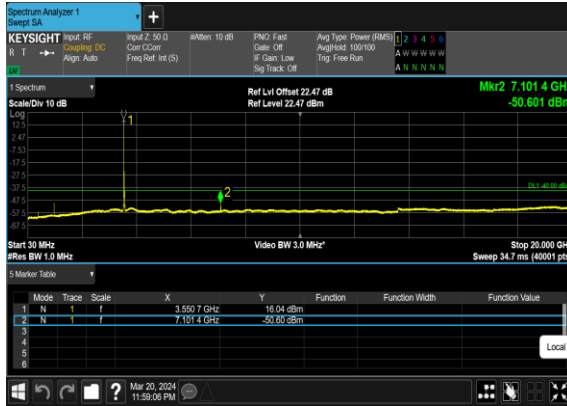 Spectrum Analyzer 1
Swept SA
+
KEYSIGHT Input: RF Input Z: 50 Ω #Atten: 10 dB PNO: Fast Avg Type: Power (RMS) 1 2 3 4 5 6
R T Coupling: DC Corr CCorr Gate: Off Avg|Hold: 100/100 A W W W W W
Align: Auto Freq Ref: Int (S) IF Gain: Low Trig: Free Run
Sig Track: Off A N N N N N
LXI
1 Spectrum Ref Lvl Offset 22.47 dB Mkr2 7.101 4 GH
Scale/Div 10 dB Ref Level 22.47 dBm -50.601 dBm
Log
12.5
2.47
-7.53
-17.5
-27.5
-37.5
-47.5
-57.5
-67.5
1
2
DL1 -40.00 dB
Start 30 MHz Video BW 3.0 MHz* Stop 20.000 GH
#Res BW 1.0 MHz Sweep 34.7 ms (40001 pts
5 Marker Table
Mode Trace Scale X Y Function Function Width Function Value
1 N 1 f 3.550 7 GHz 16.04 dBm
2 N 1 f 7.101 4 GHz -50.60 dBm
3
4
5
6
Local
? Mar 20, 2024
11:59:06 PM